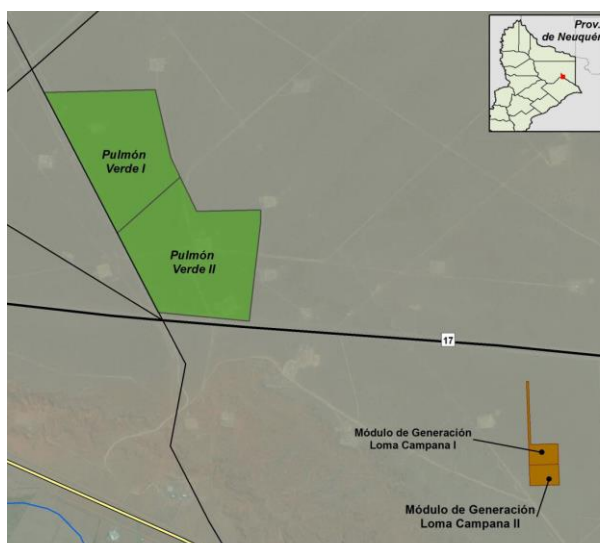 Prov.
de Neuquén
Pulmón
Verde I
Pulmón
Verde II
17
Módulo de Generación
Loma Campana I
Módulo de Generación
Loma Campana II